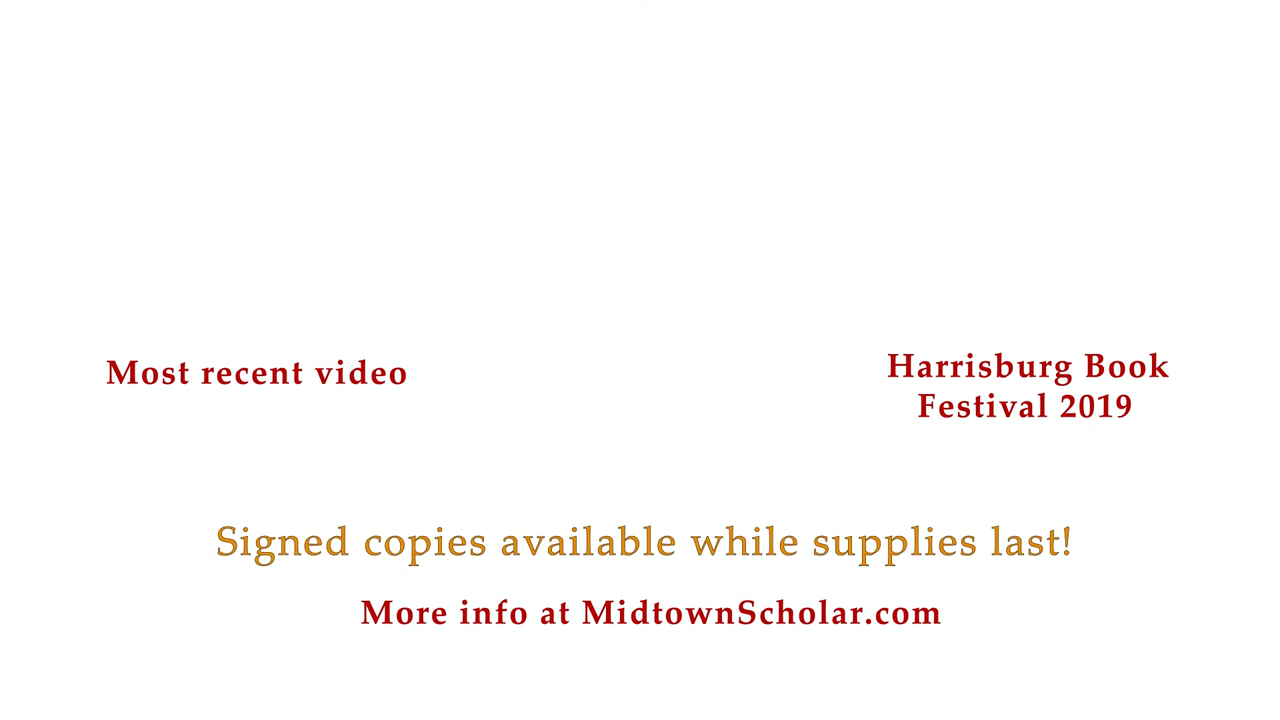 Most recent video
Harrisburg Book
Festival 2019
Signed copies available while supplies last!
More info at MidtownScholar.com